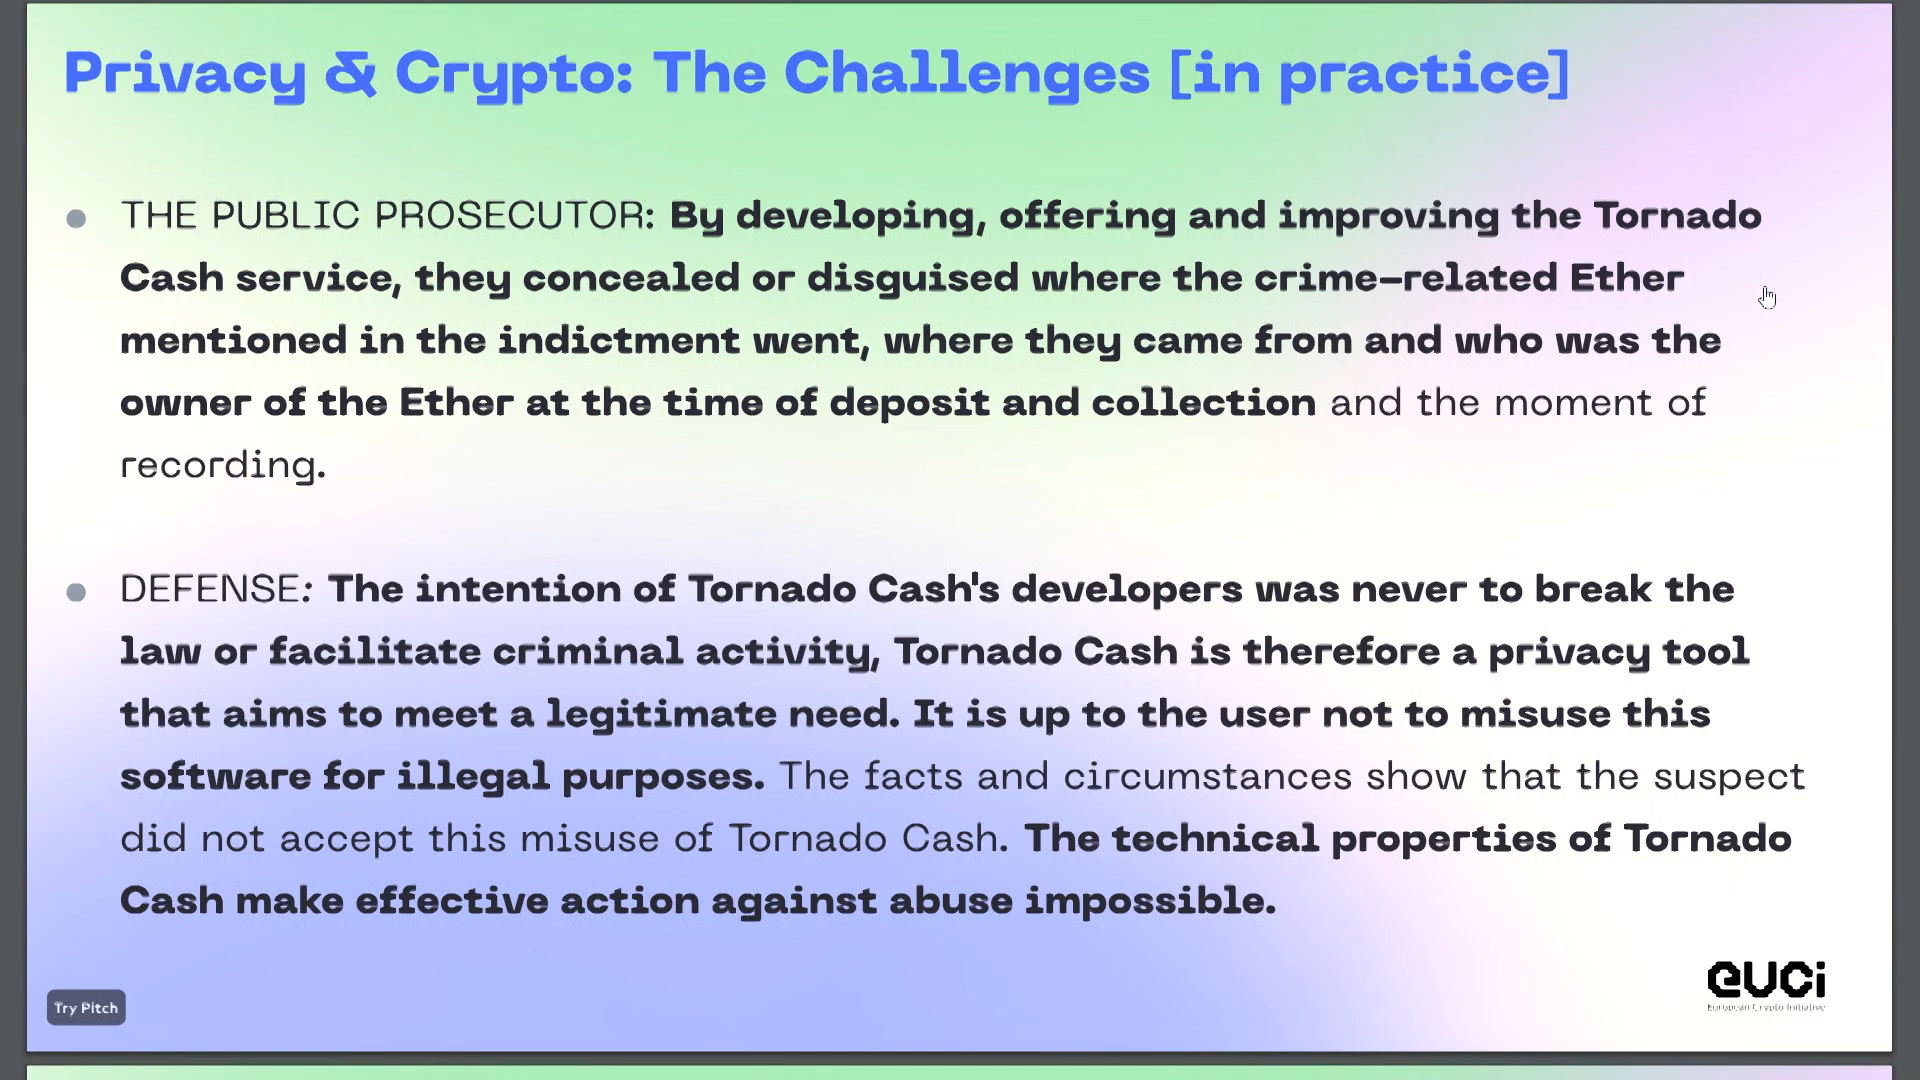 Privacy & Crypto: The Challenges [in practice]
THE PUBLIC PROSECUTOR: By developing, offering and improving the Tornado
Cash service, they concealed or disguised where the crime-related Ether
mentioned in the indictment went, where they came from and who was the
owner of the Ether at the time of deposit and collection and the moment of
recording.
DEFENSE: The intention of Tornado Cash's developers was never to break the
law or facilitate criminal activity, Tornado Cash is therefore a privacy tool
that aims to meet a legitimate need. It is up to the user not to misuse this
software for illegal purposes. The facts and circumstances show that the suspect
did not accept this misuse of Tornado Cash. The technical properties of Tornado
Cash make effective action against abuse impossible.
euci
European Crypto Initiative
Try Pitch